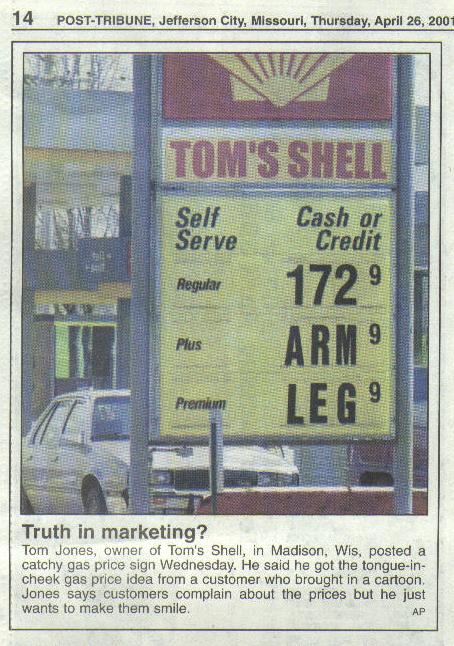 14 POST-TRIBUNE, Jefferson City, Missouri, Thursday, April 26, 2001
TOM'S SHELL
Self Serve
Cash or Credit
Regular 172 9
Plus ARM 9
Premium LEG 9
Truth in marketing?
Tom Jones, owner of Tom's Shell, in Madison, Wis, posted a
catchy gas price sign Wednesday. He said he got the tongue-in-
cheek gas price idea from a customer who brought in a cartoon.
Jones says customers complain about the prices but he just
wants to make them smile.
AP